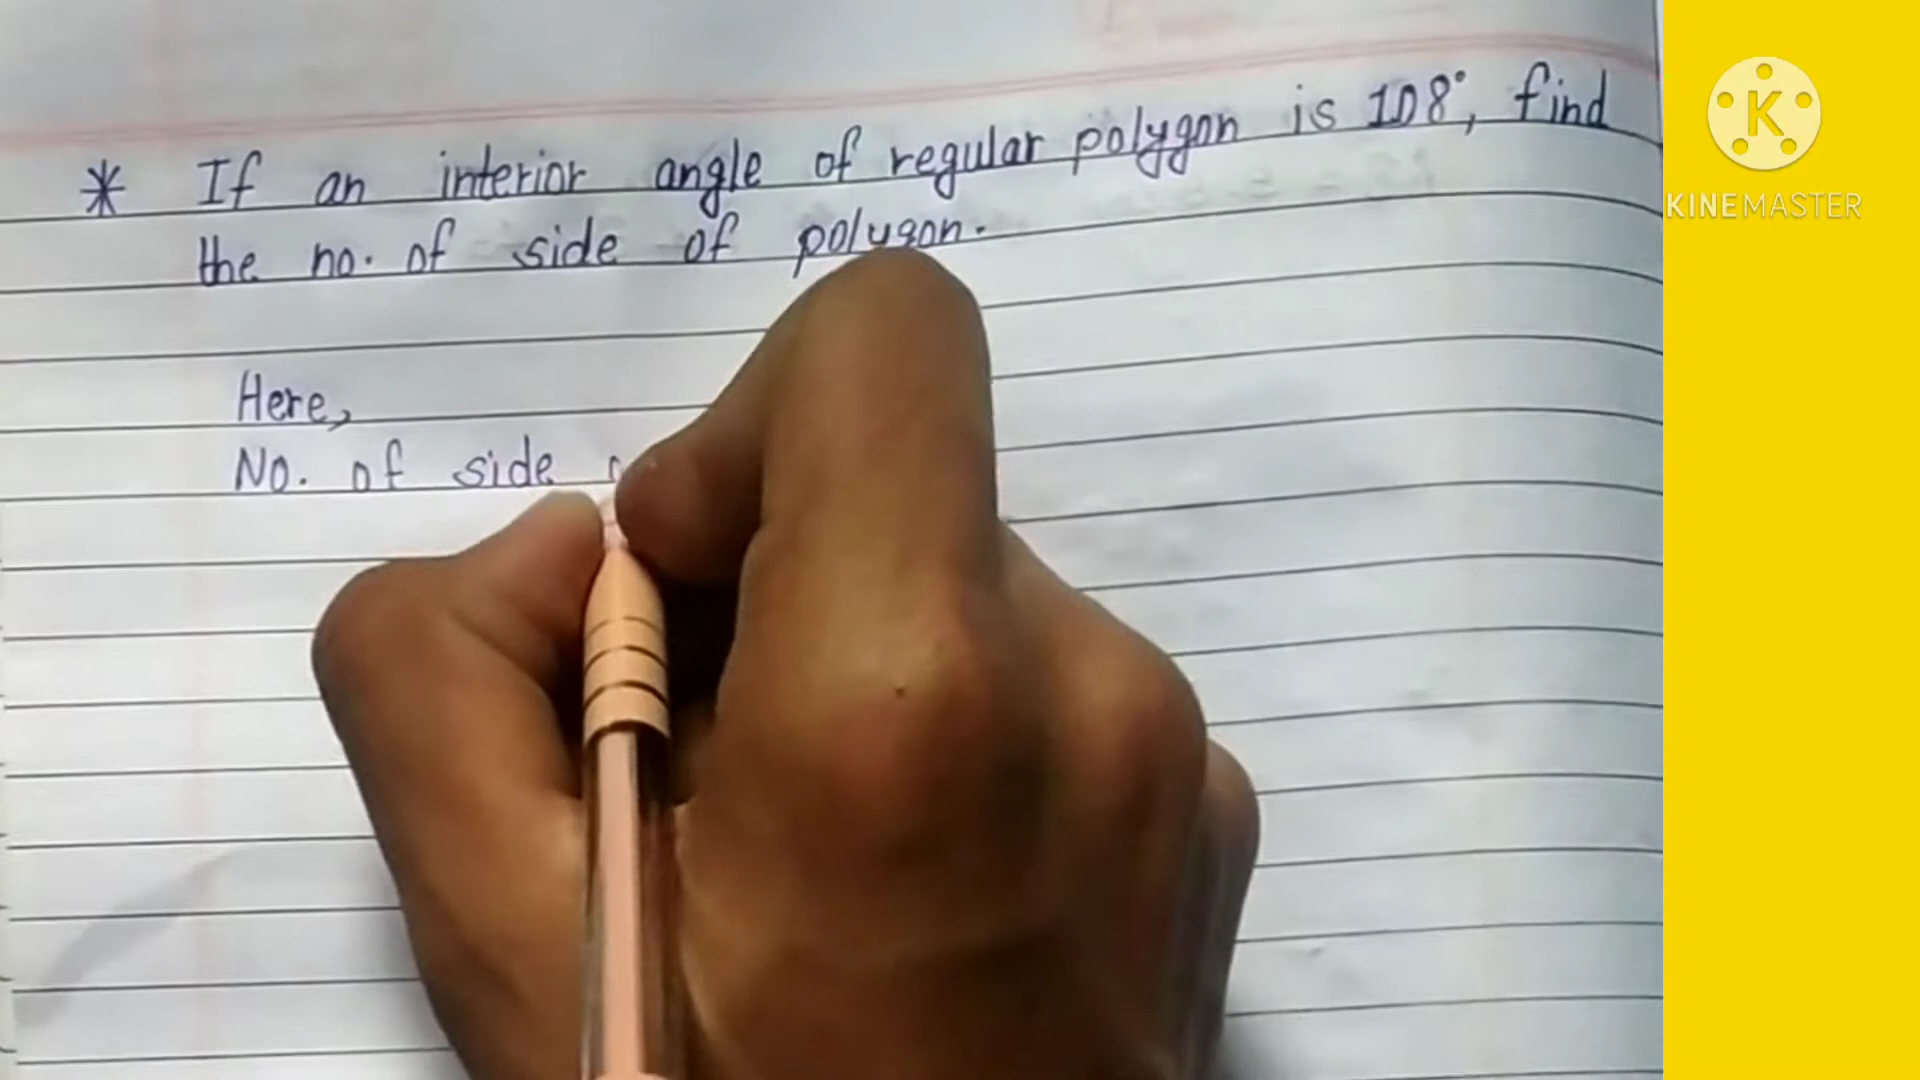 * If an interior angle of regular polygon is 108°, find
the no. of side of polygon.
Here,
No. of side
KINEMASTER